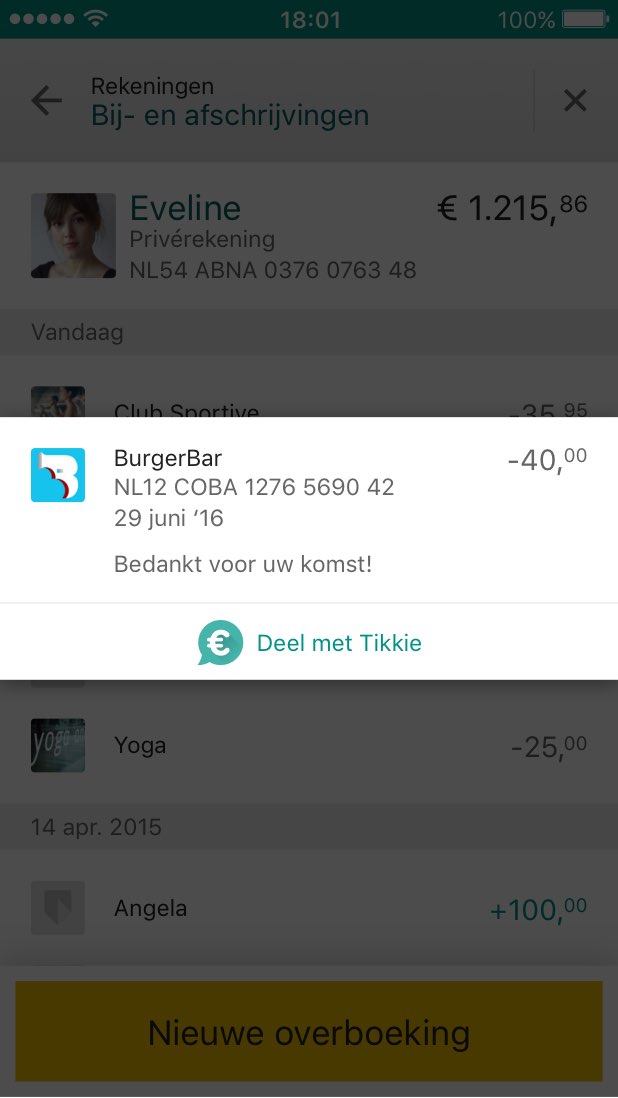 18:01
100%
Rekeningen
Bij- en afschrijvingen
Eveline
€ 1.215,86
Privérekening
NL54 ABNA 0376 0763 48
Vandaag
Club Sportive
-35,95
BurgerBar
-40,00
NL12 COBA 1276 5690 42
29 juni ‘16
Bedankt voor uw komst!
€
Deel met Tikkie
yoga
Yoga
-25,00
14 apr. 2015
Angela
+100,00
Nieuwe overboeking